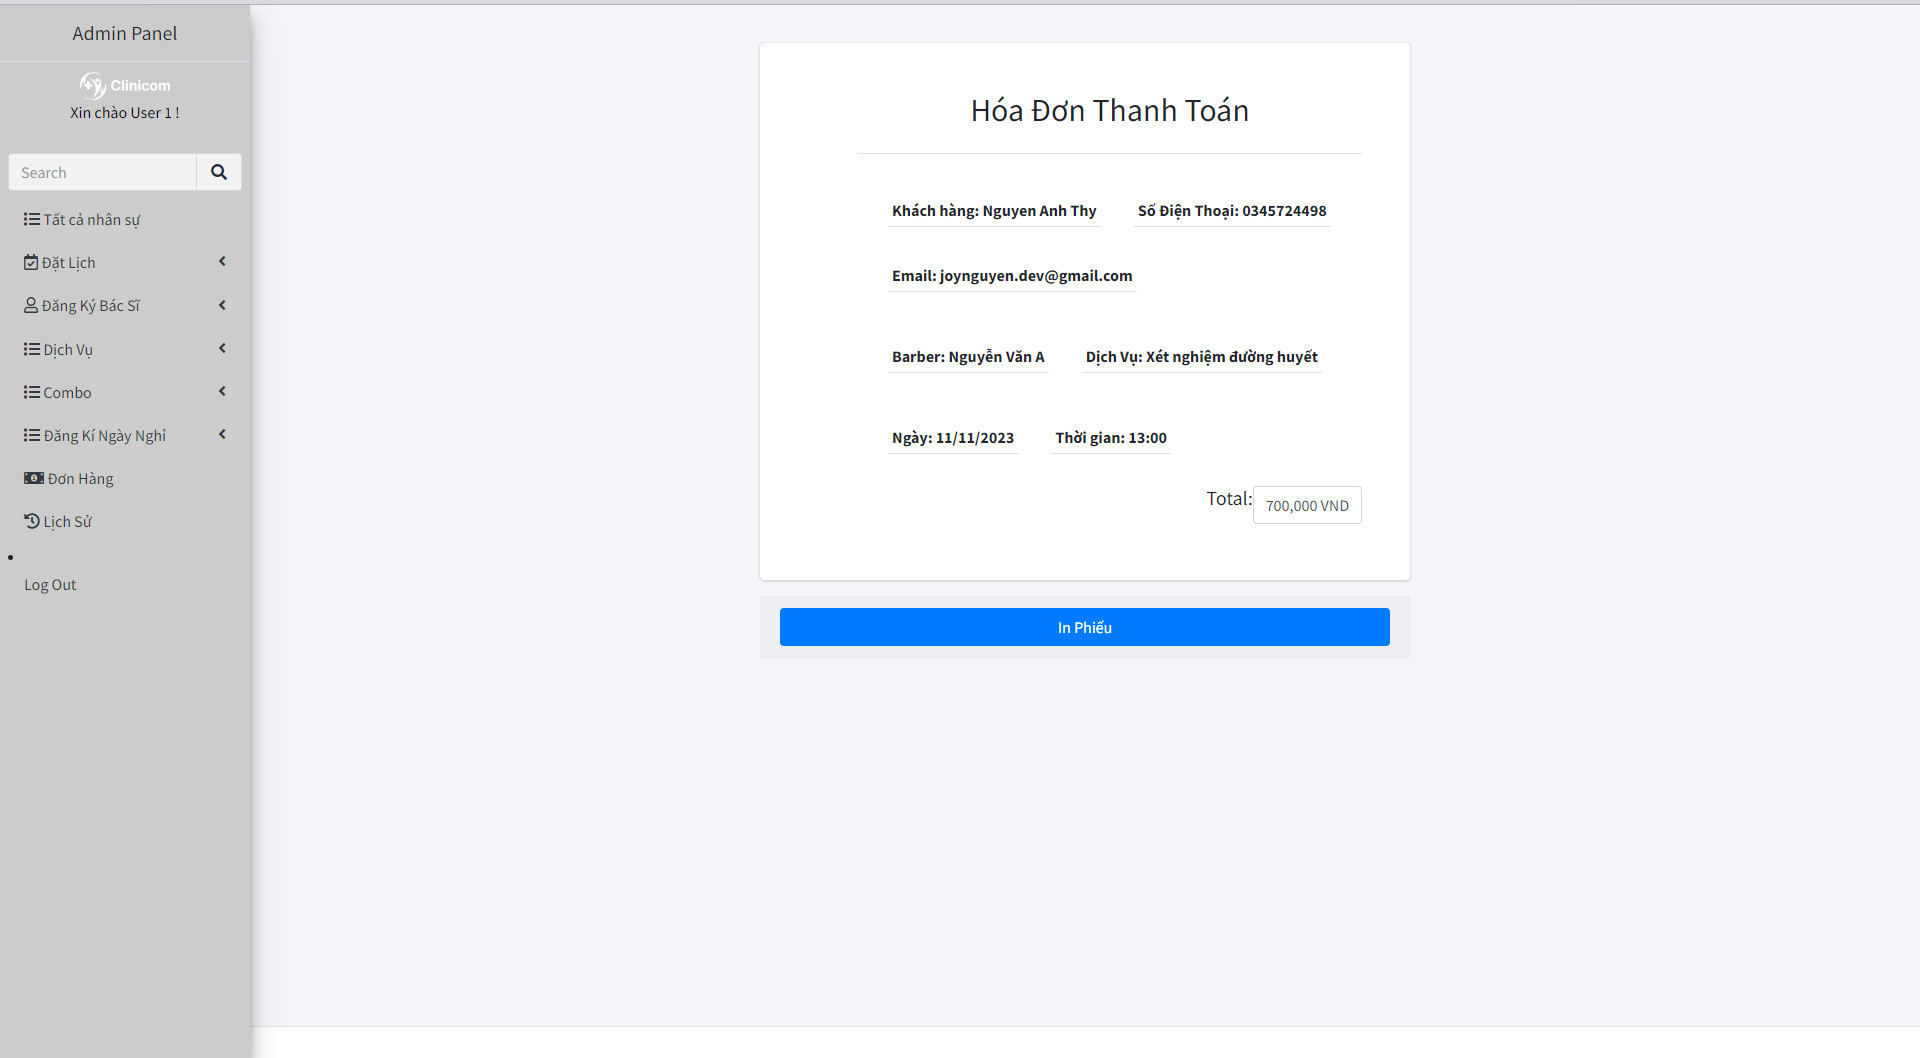 Admin Panel
Clinicom
Xin chào User 1 !
Search
Tất cả nhân sự
Đặt Lịch
Đăng Ký Bác Sĩ
Dịch Vụ
Combo
Đăng Kí Ngày Nghỉ
Đơn Hàng
Lịch Sử
Log Out
Hóa Đơn Thanh Toán
Khách hàng: Nguyen Anh Thy Số Điện Thoại: 0345724498
Email: joynguyen.dev@gmail.com
Barber: Nguyễn Văn A Dịch Vụ: Xét nghiệm đường huyết
Ngày: 11/11/2023 Thời gian: 13:00
Total: 700,000 VND
In Phiếu